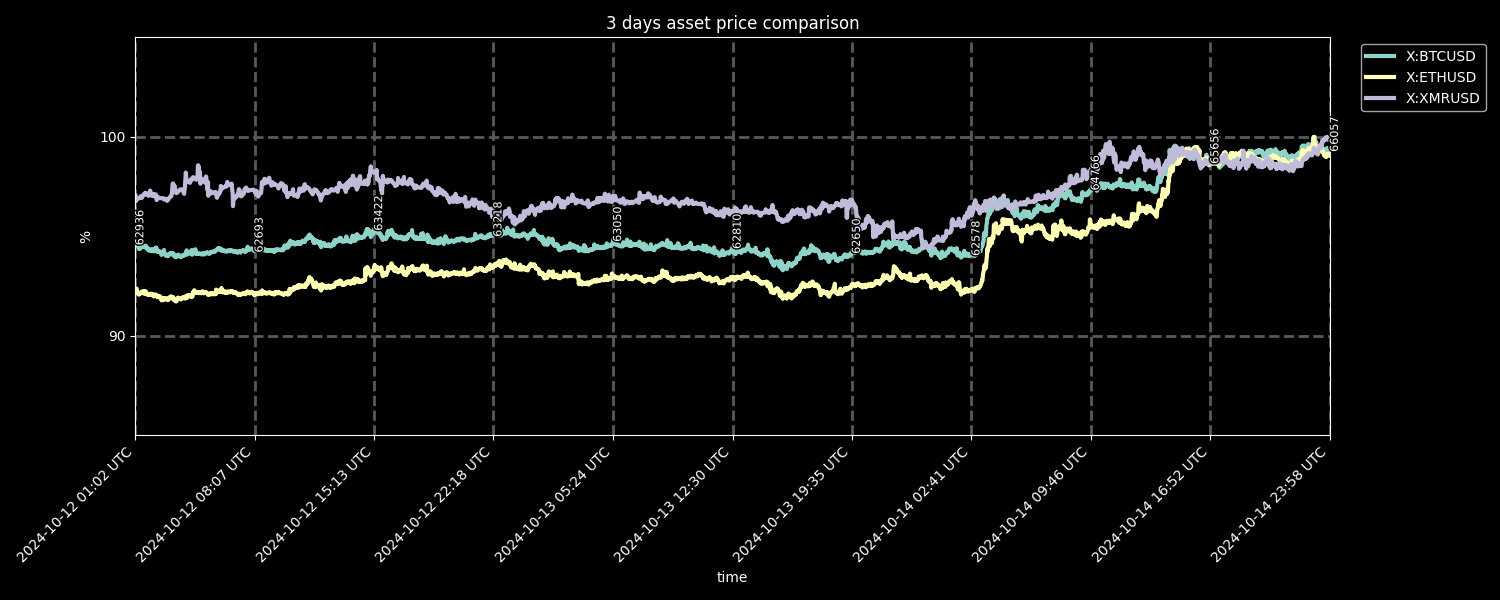 3 days asset price comparison
X:BTCUSD
X:ETHUSD
X:XMRUSD
100
90
%
62936
62693
63422
63218
63050
62810
62650
62578
64766
65656
66057
2024-10-12 01:02 UTC
2024-10-12 08:07 UTC
2024-10-12 15:13 UTC
2024-10-12 22:18 UTC
2024-10-13 05:24 UTC
2024-10-13 12:30 UTC
2024-10-13 19:35 UTC
2024-10-14 02:41 UTC
2024-10-14 09:46 UTC
2024-10-14 16:52 UTC
2024-10-14 23:58 UTC
time